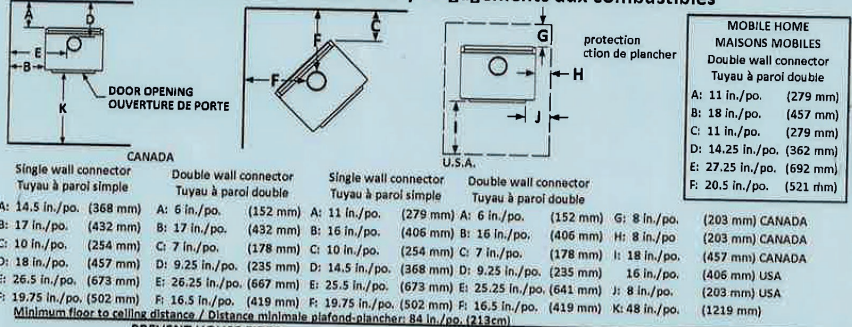 aux combustibles
A
D
E
B
K
DOOR OPENING
OUVERTURE DE PORTE
C
F
F
G
protection
ction de plancher
H
I
J
U.S.A.
MOBILE HOME
MAISONS MOBILES
Double wall connector
Tuyau à paroi double
A: 11 in./po. (279 mm)
B: 18 in./po. (457 mm)
C: 11 in./po. (279 mm)
D: 14.25 in./po. (362 mm)
E: 27.25 in./po. (692 mm)
F: 20.5 in./po. (521 mm)
CANADA
Single wall connector Double wall connector Single wall connector Double wall connector
Tuyau à paroi simple Tuyau à paroi double Tuyau à paroi simple Tuyau à paroi double
A: 14.5 in./po. (368 mm) A: 6 in./po. (152 mm) A: 11 in./po. (279 mm) A: 6 in./po. (152 mm) G: 8 in./po. (203 mm) CANADA
B: 17 in./po. (432 mm) B: 17 in./po. (432 mm) B: 16 in./po. (406 mm) B: 16 in./po. (406 mm) H: 8 in/po (203 mm) CANADA
C: 10 in./po. (254 mm) C: 7 in/po. (178 mm) C: 10 in./po. (254 mm) C: 7 in./po. (178 mm) I: 18 in/po. (457 mm) CANADA
D: 18 in./po. (457 mm) D: 9.25 in./po. (235 mm) D: 14.5 in./po. (368 mm) D: 9.25 in./po. (235 mm) 16 in./po. (406 mm) USA
E: 26.5 in./po. (673 mm) E: 26.25 in./po. (667 mm) E: 25.5 in./po. (673 mm) E: 25.25 in./po. (641 mm) J: 8 in./po. (203 mm) USA
F: 19.75 in./po. (502 mm) F: 16.5 in./po. (419 mm) F: 19.75 in./po. (502 mm) F: 16.5 in./po. (419 mm) K: 48 in./po. (1219 mm)
Minimum floor to ceiling distance / Distance minimale plafond-plancher: 84 in./po. (213cm)